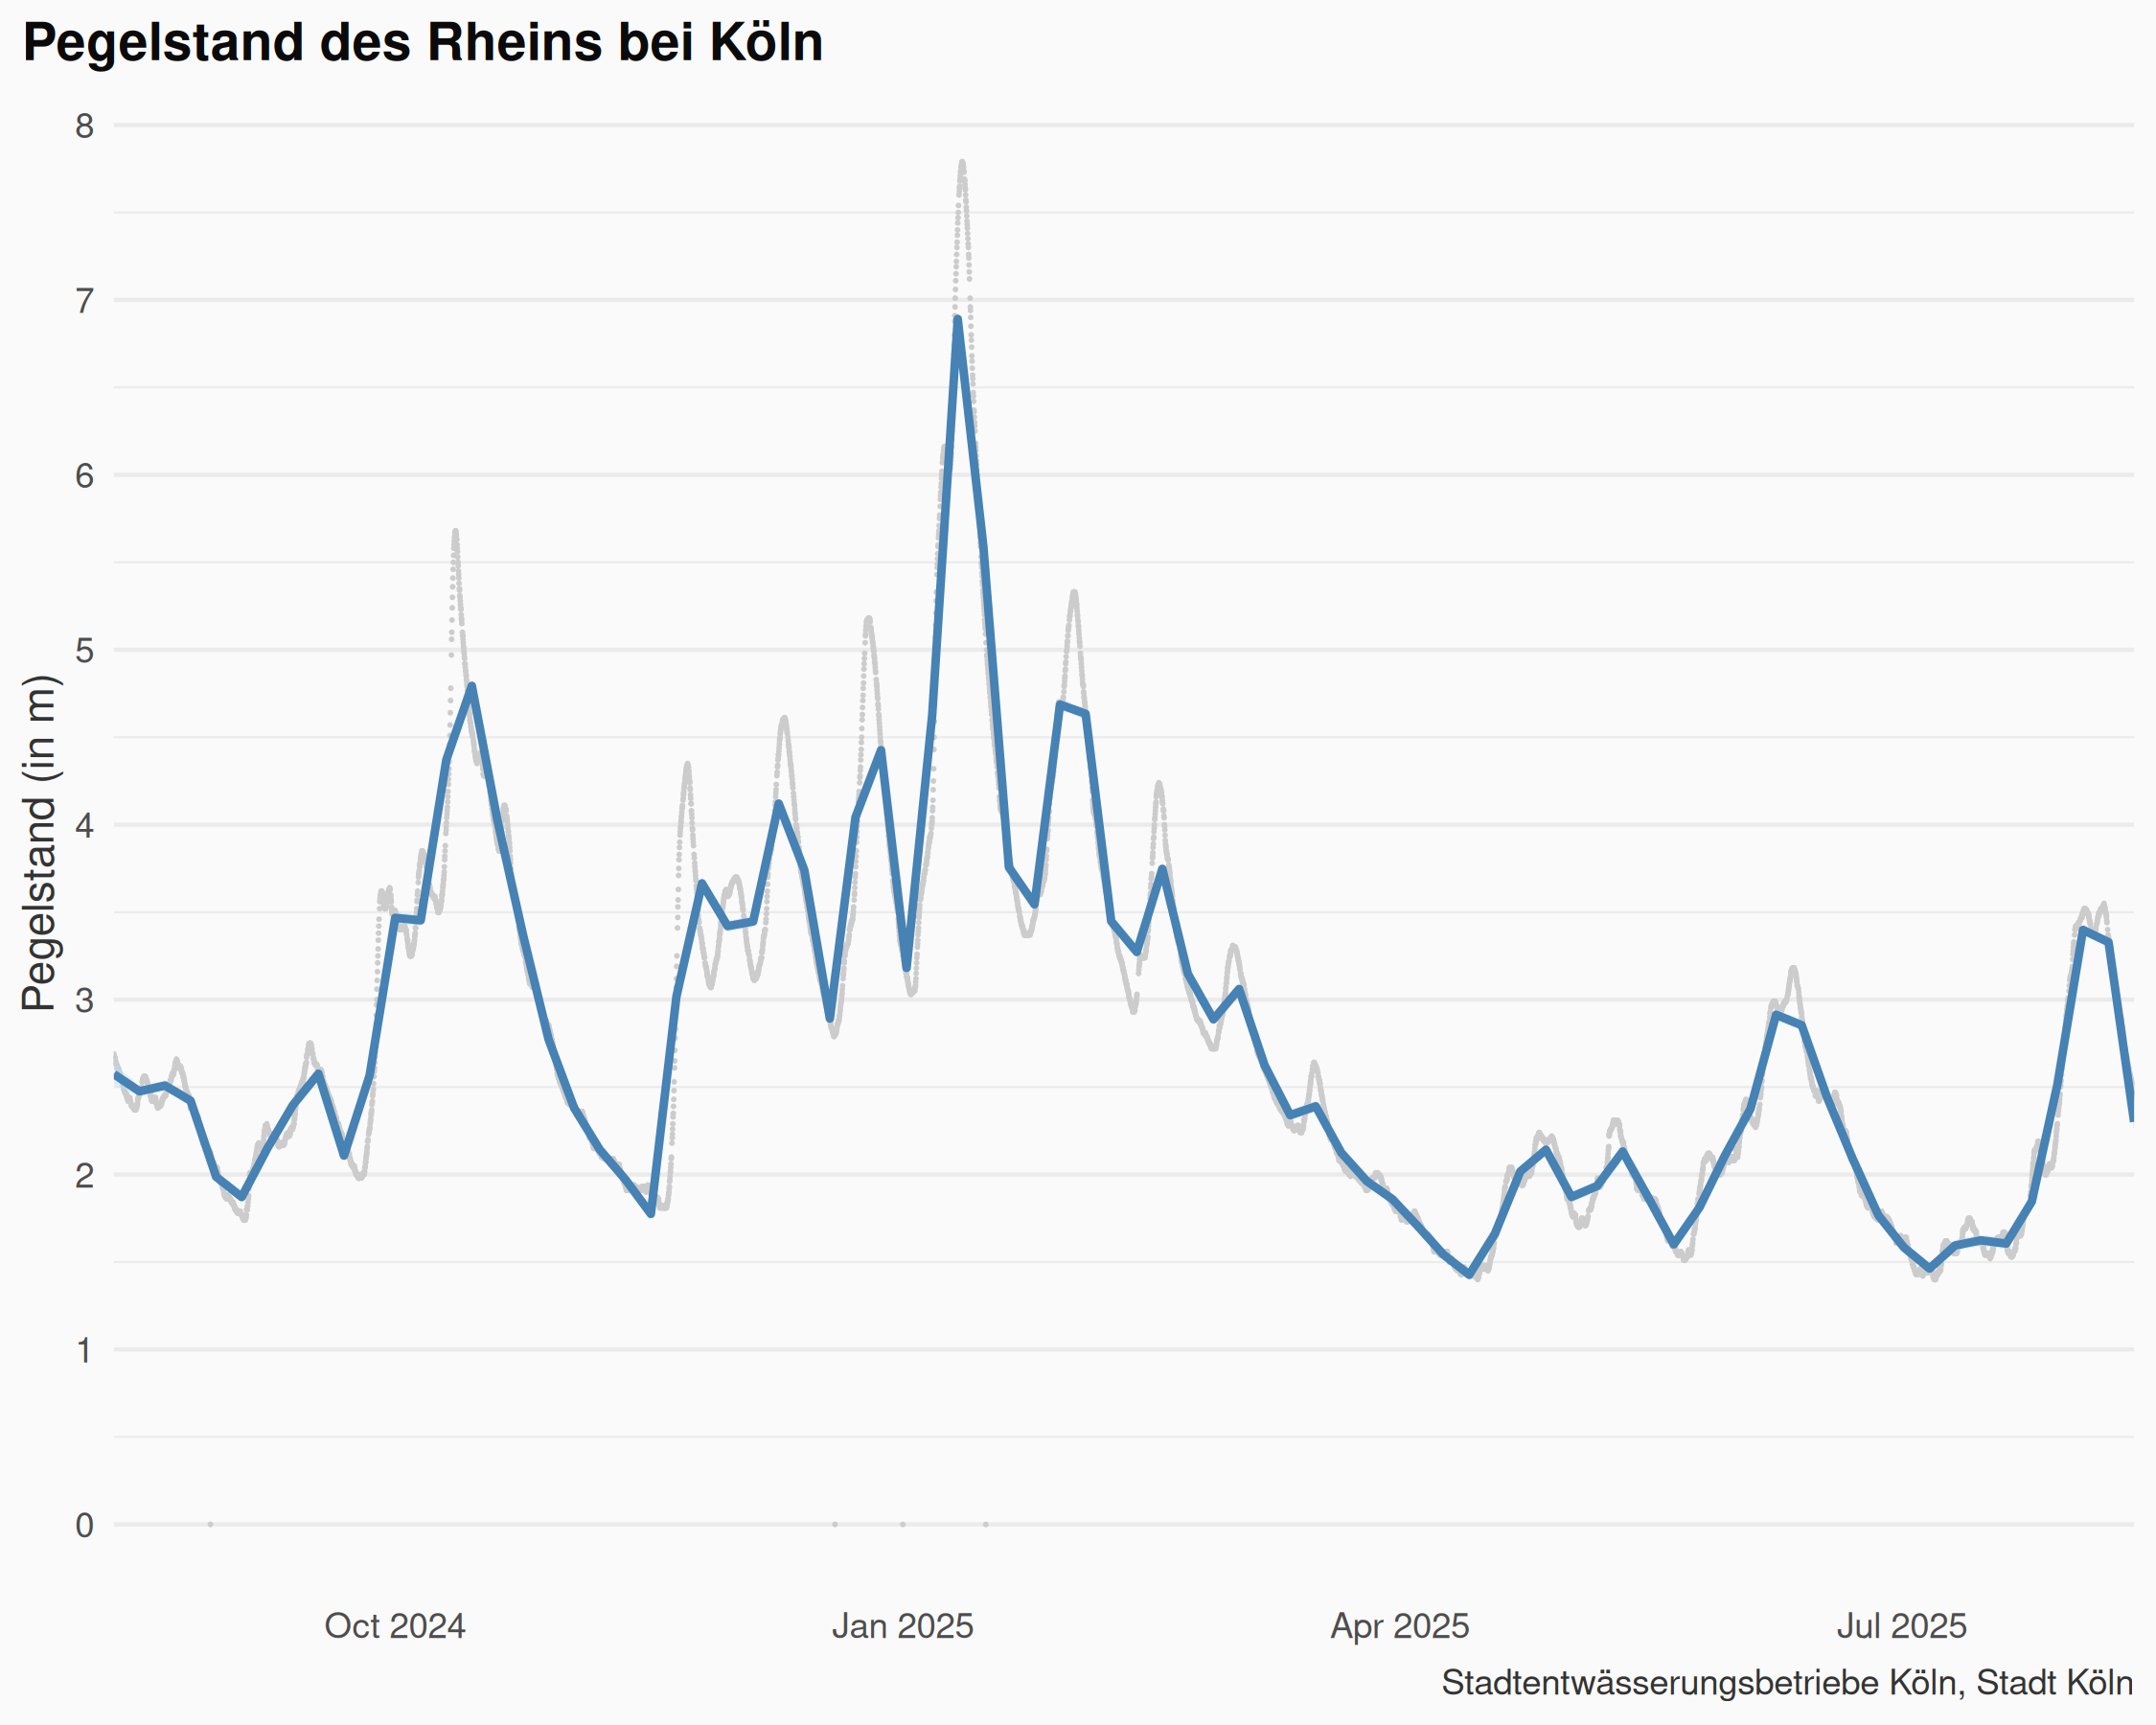 Pegelstand des Rheins bei Köln
8
7
6
5
4
3
2
1
0
Pegelstand (in m)
Oct 2024 Jan 2025 Apr 2025 Jul 2025
Stadtentwässerungsbetriebe Köln, Stadt Köln